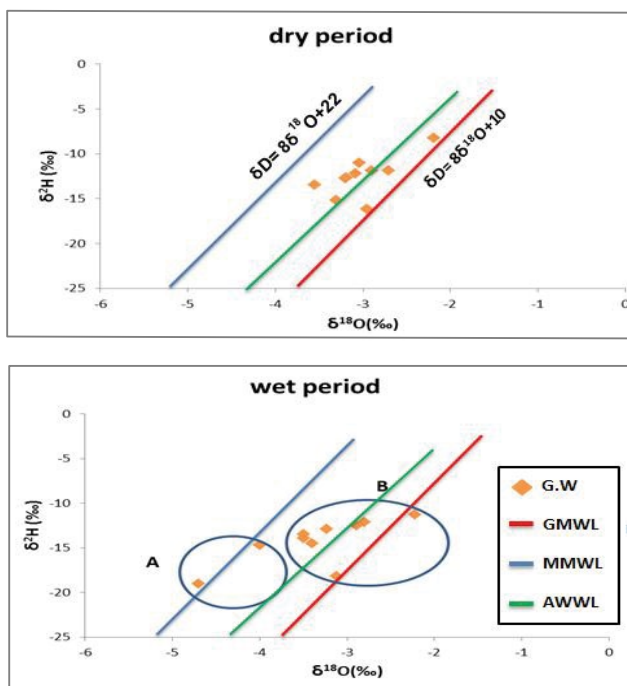 dry period
0
-5
-10
-15
-20
-25
-6
-5
-4
-3
-2
-1
0
δ²H (‰)
δ¹⁸O(‰)
δD= 8δ¹⁸O+22
δD= 8δ¹⁸O+10
wet period
0
-5
-10
-15
-20
-25
-6
-5
-4
-3
-2
-1
0
δ²H (‰)
δ¹⁸O(‰)
A
B
G.W
GMWL
MMWL
AWWL